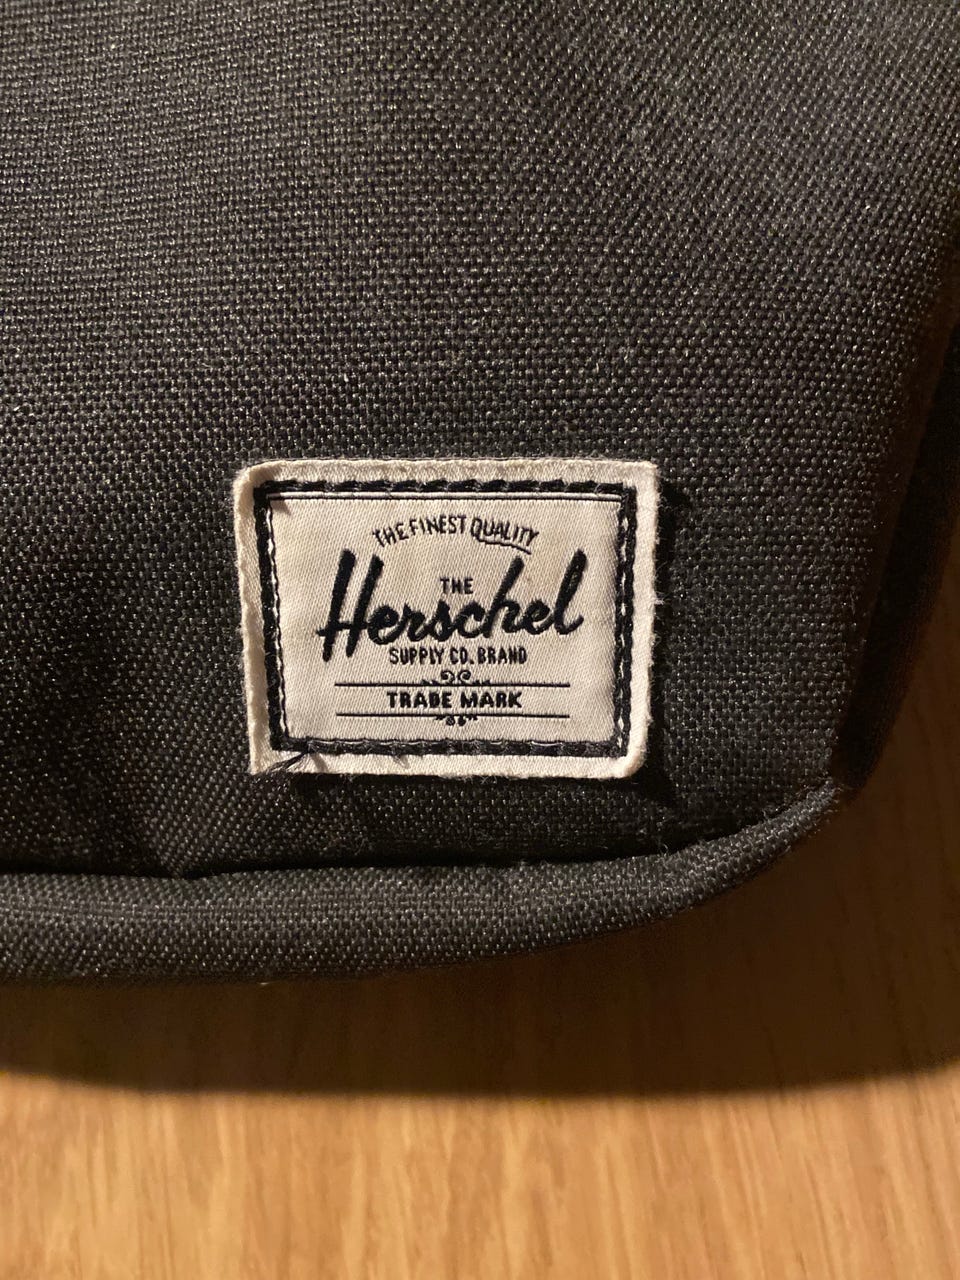 THE FINEST QUALITY
THE
Herschel
SUPPLY CO. BRAND
TRADE MARK